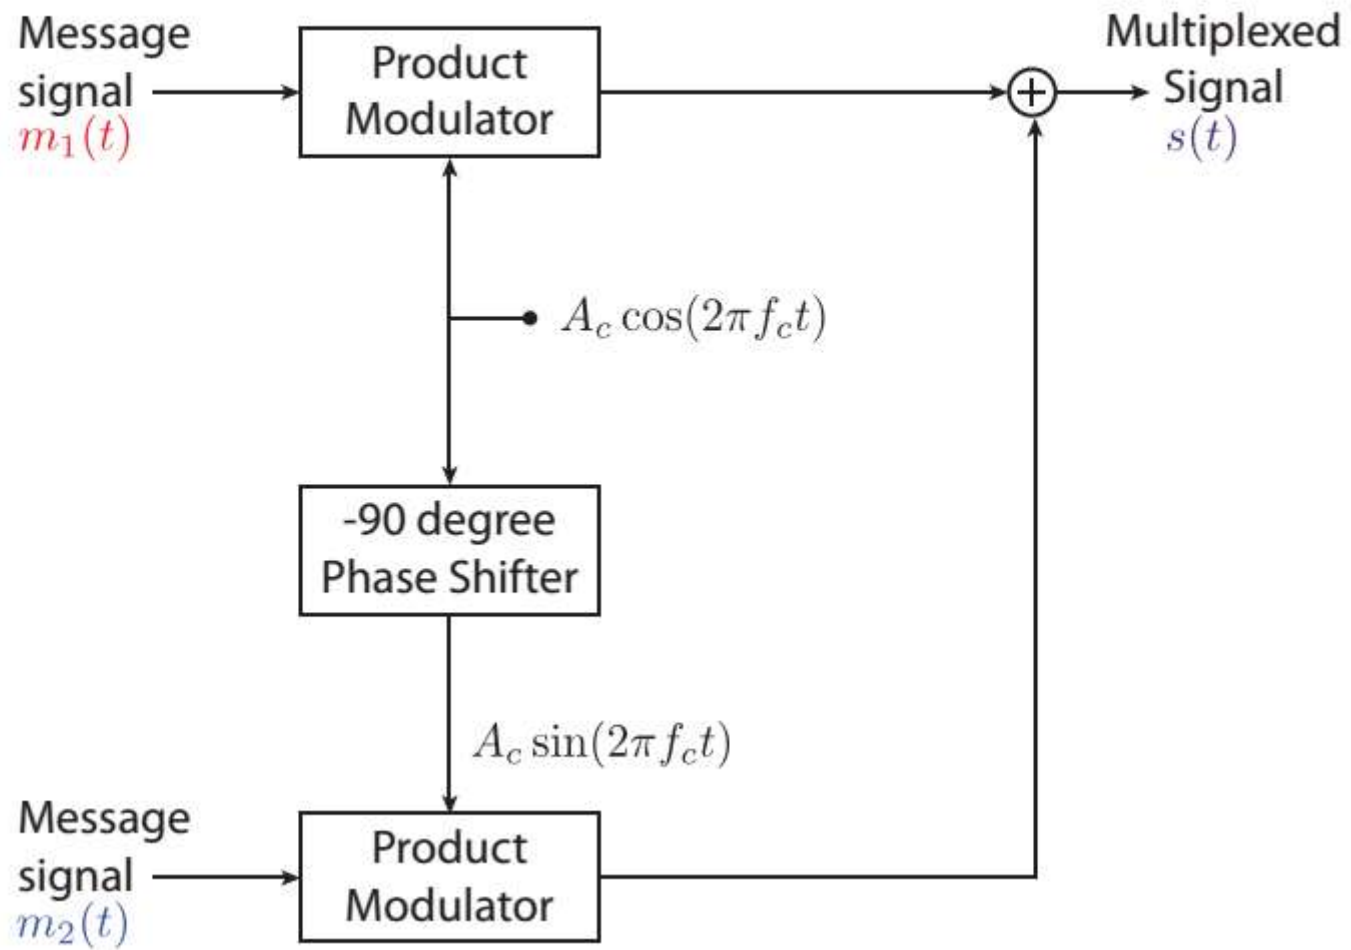 Message
signal
m₁(t)
Product
Modulator
+
Multiplexed
Signal
s(t)
A_c cos(2πf_ct)
-90 degree
Phase Shifter
A_c sin(2πf_ct)
Message
signal
m₂(t)
Product
Modulator